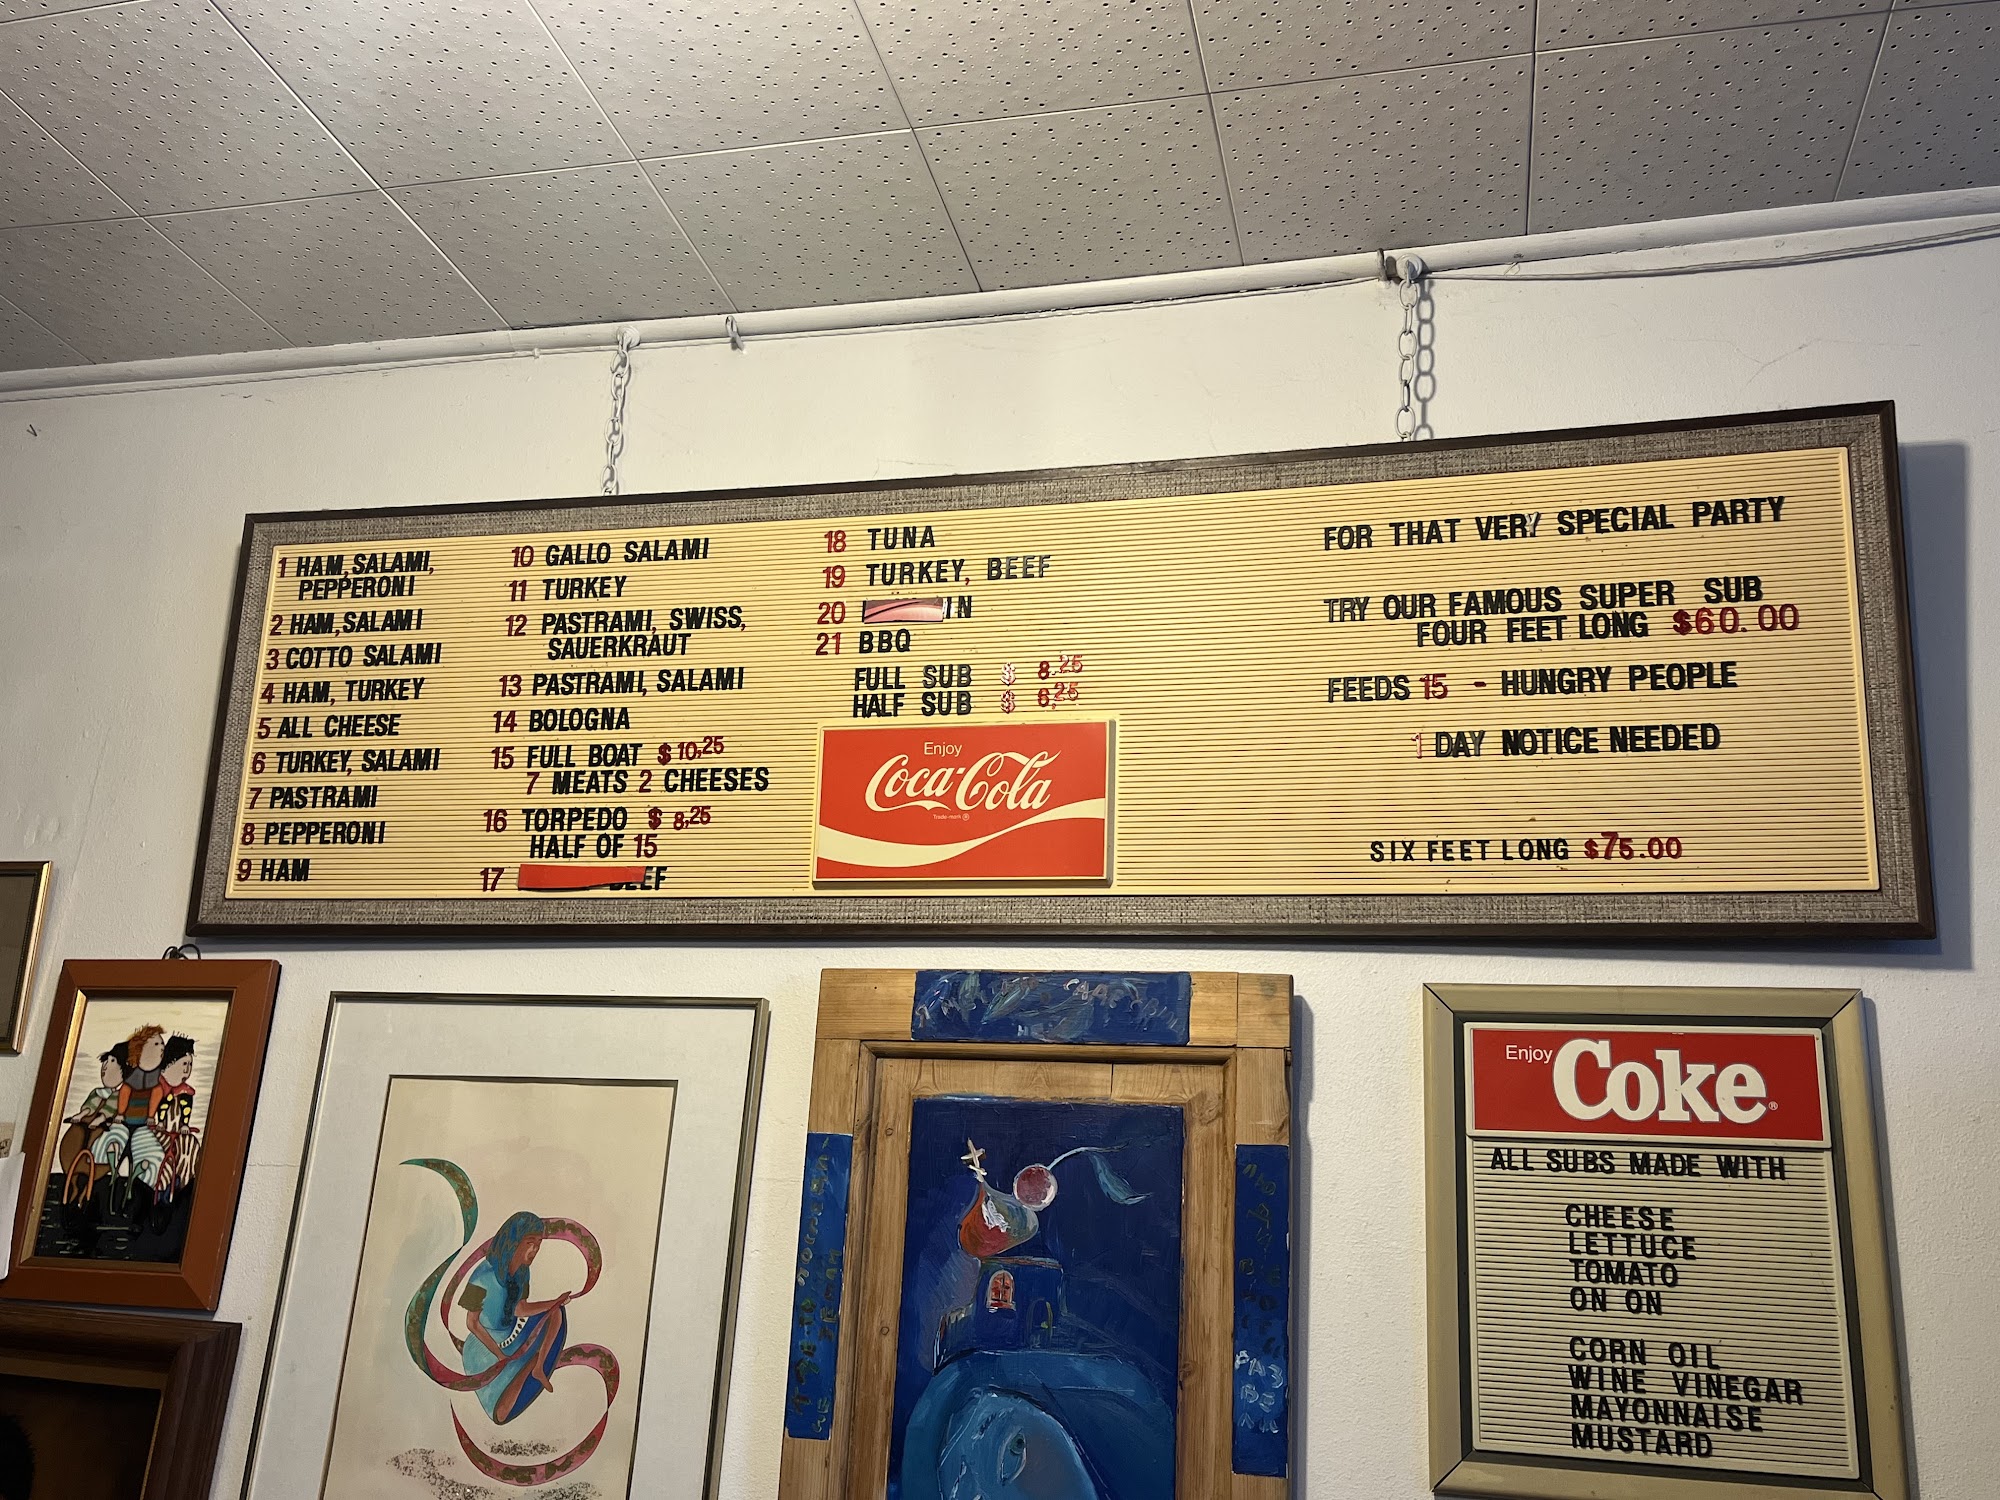 1 HAM, SALAMI,
PEPPERONI
2 HAM, SALAMI
3 COTTO SALAMI
4 HAM, TURKEY
5 ALL CHEESE
6 TURKEY, SALAMI
7 PASTRAMI
8 PEPPERONI
9 HAM
10 GALLO SALAMI
11 TURKEY
12 PASTRAMI, SWISS,
SAUERKRAUT
13 PASTRAMI, SALAMI
14 BOLOGNA
15 FULL BOAT $10.25
7 MEATS 2 CHEESES
16 TORPEDO $ 8,25
HALF OF 15
17
18 TUNA
19 TURKEY, BEEF
20
21 BBQ
FULL SUB $ 8.25
HALF SUB $ 6,25
Enjoy
Coca-Cola
Trade-mark ®
FOR THAT VERY SPECIAL PARTY
TRY OUR FAMOUS SUPER SUB
FOUR FEET LONG $60.00
FEEDS 15 - HUNGRY PEOPLE
1 DAY NOTICE NEEDED
SIX FEET LONG $75.00
Enjoy Coke®
ALL SUBS MADE WITH
CHEESE
LETTUCE
TOMATO
ON ON
CORN OIL
WINE VINEGAR
MAYONNAISE
MUSTARD